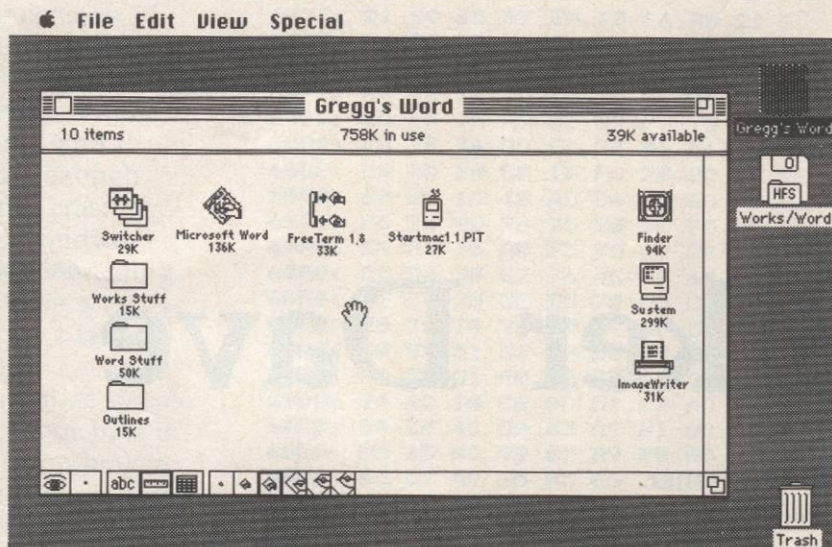 File Edit View Special
Gregg's Word
10 items 758K in use 39K available
Gregg's Word
HFS
Works/Word
Switcher
29K
Microsoft Word
136K
FreeTerm 1.8
33K
Startmac1.1.PIT
27K
Finder
94K
Works Stuff
15K
System
299K
Word Stuff
50K
ImageWriter
31K
Outlines
15K
abc
Trash